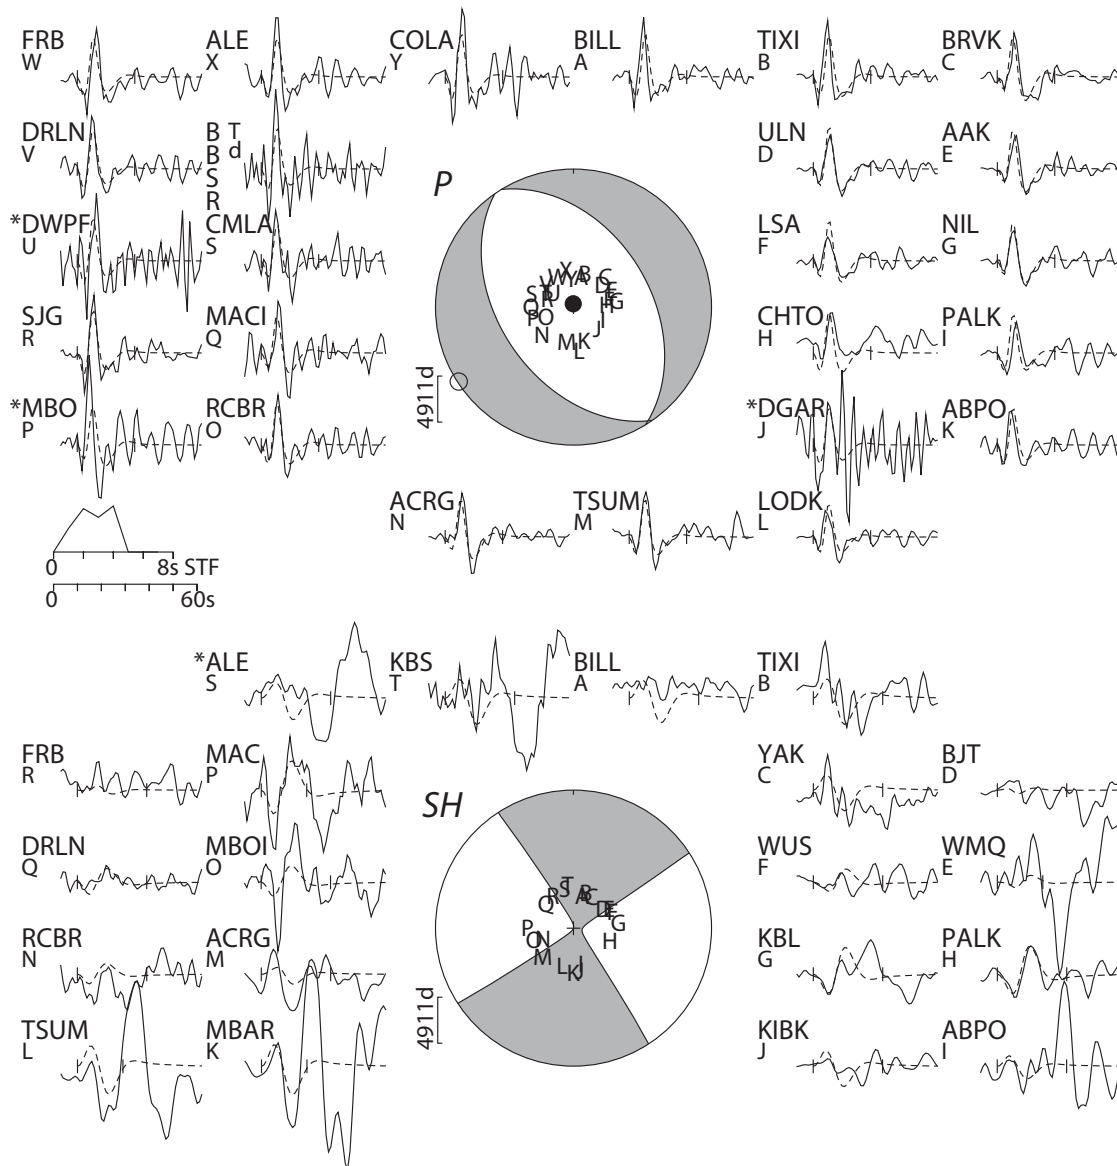 FRB ALE COLA BILL TIXI BRVK
W X Y A B C
DRLN BBSR Td ULN AAK
V D E
P
*DWPF CMLA LSA NIL
U S F G
SJG MACI CHTO PALK
R Q H I
*MBO RCBR *DGAR ABPO
P O J K
4911d
ACRG TSUM LODK
N M L
0 8s STF
0 60s
*ALE KBS BILL TIXI
S T A B
FRB MAC YAK BJT
R P C D
SH
DRLN MBOI WUS WMQ
Q O F E
RCBR ACRG KBL PALK
N M G H
4911d
TSUM MBAR KIBK ABPO
L K J I